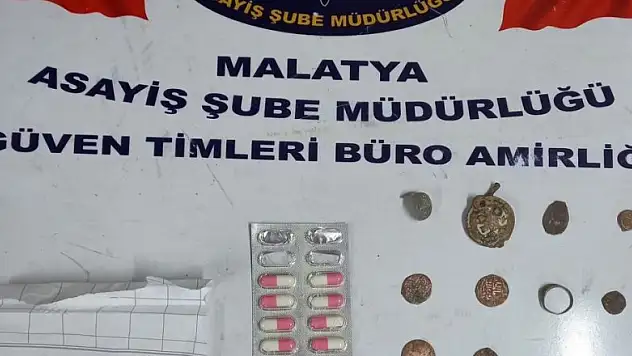 ASAYİŞ ŞUBE MÜDÜRLÜĞÜ
MALATYA
ASAYİŞ ŞUBE MÜDÜRLÜĞÜ
GÜVEN TİMLERİ BÜRO AMİRLİĞ